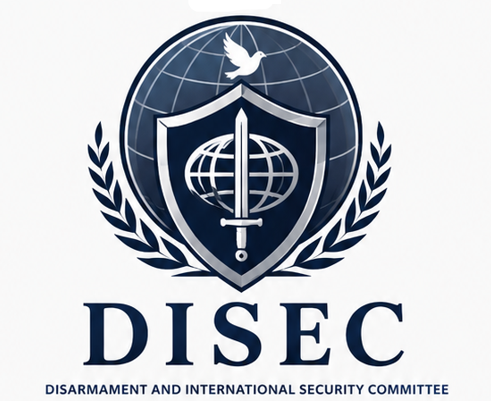 DISEC
DISARMAMENT AND INTERNATIONAL SECURITY COMMITTEE